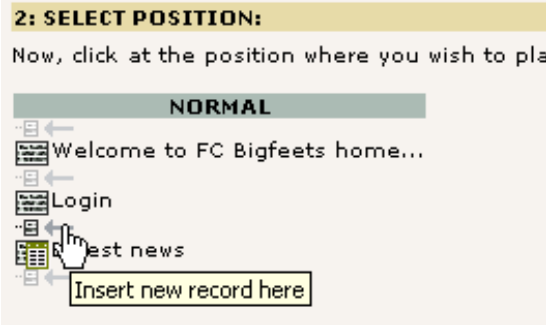 2: SELECT POSITION:
Now, click at the position where you wish to
NORMAL
Welcome to FC Bigfeets home...
Login
est news
Insert new record here